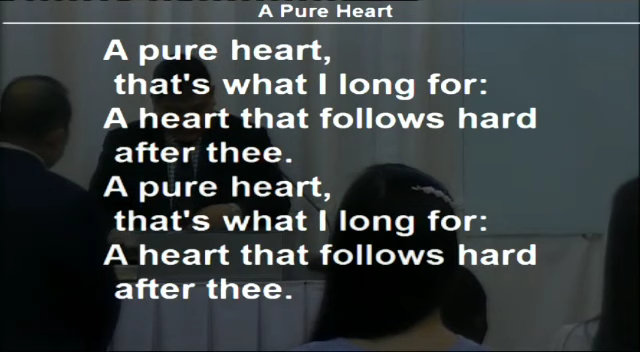 A Pure Heart
A pure heart,
that's what I long for:
A heart that follows hard
after thee.
A pure heart,
that's what I long for:
A heart that follows hard
after thee.